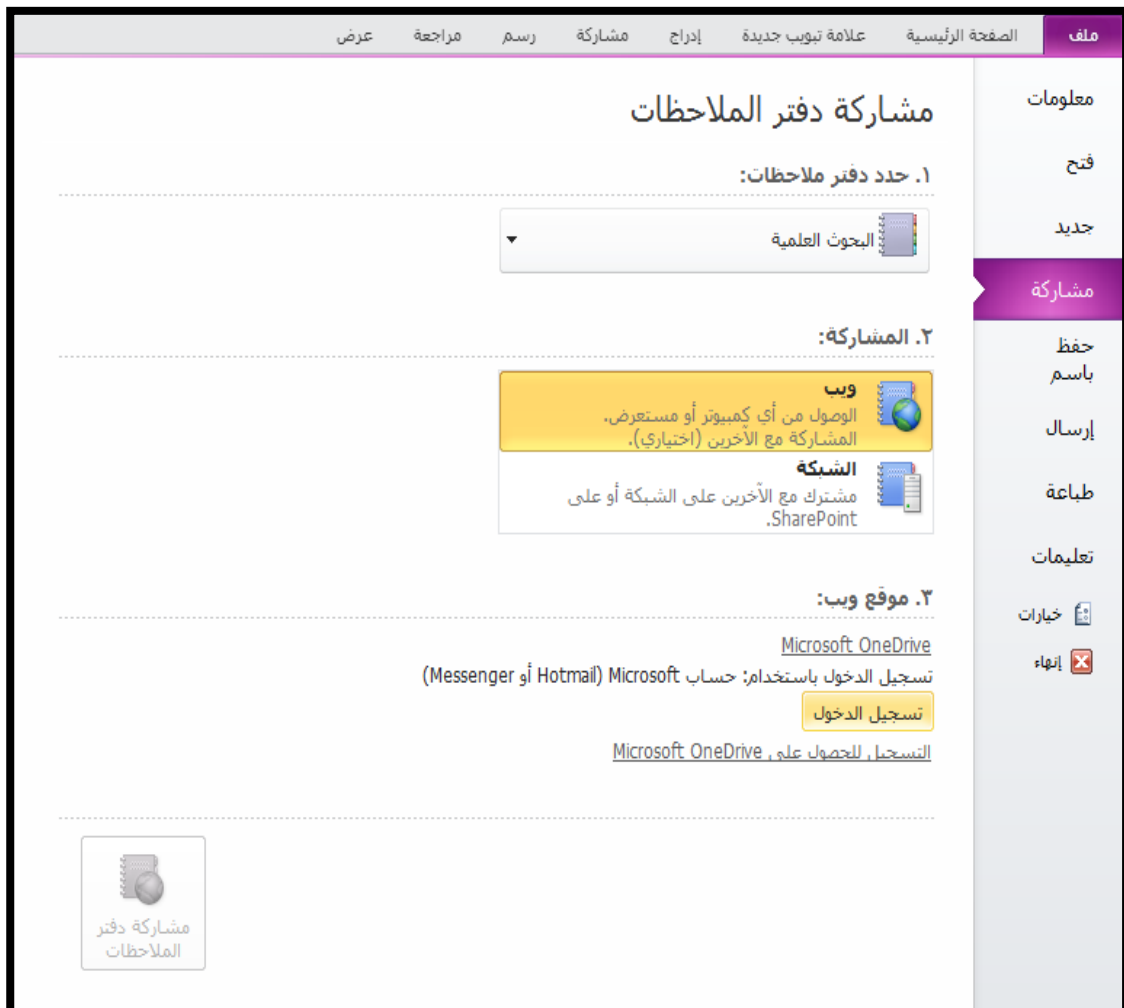 ملف
الصفحة الرئيسية
علامة تبويب جديدة
إدراج
مشاركة
رسم
مراجعة
عرض
معلومات
فتح
جديد
مشاركة
حفظ
باسم
إرسال
طباعة
تعليمات
خيارات
إنهاء
مشاركة دفتر الملاحظات
١. حدد دفتر ملاحظات:
البحوث العلمية
٢. المشاركة:
ويب
الوصول من أي كمبيوتر أو مستعرض.
المشاركة مع الآخرين (اختياري).
الشبكة
مشترك مع الآخرين على الشبكة أو على
SharePoint.
٣. موقع ويب:
Microsoft OneDrive
تسجيل الدخول باستخدام: حساب Microsoft (Hotmail أو Messenger)
تسجيل الدخول
التسجيل للحصول على Microsoft OneDrive
مشاركة دفتر
الملاحظات